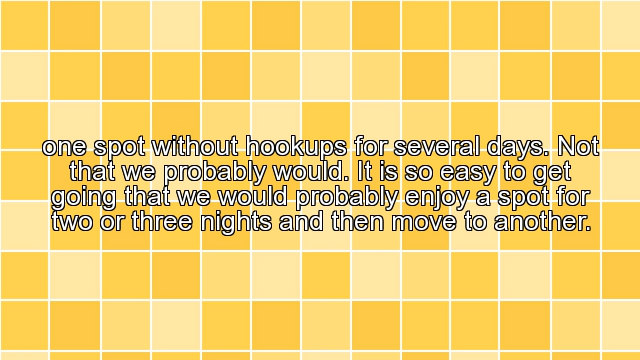 one spot without hookups for several days. Not
that we probably would. It is so easy to get
going that we would probably enjoy a spot for
two or three nights and then move to another.